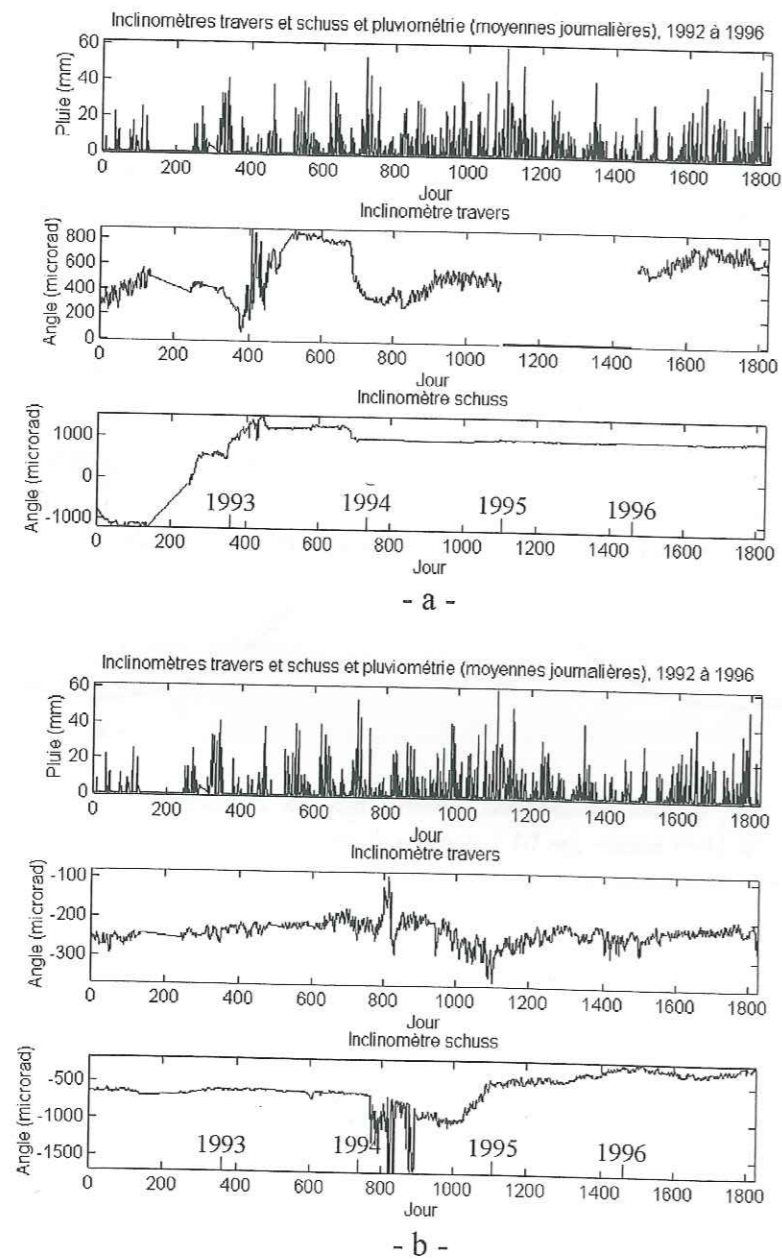 Inclinomètres travers et schuss et pluviométrie (moyennes journalières), 1992 à 1996
Pluie (mm)
60
40
20
0
0 200 400 600 800 1000 1200 1400 1600 1800
Jour
Inclinomètre travers
Angle (microrad)
800
600
400
200
0
0 200 400 600 800 1000 1200 1400 1600 1800
Jour
Inclinomètre schuss
Angle (microrad)
1000
0
-1000
1993 1994 1995 1996
0 200 400 600 800 1000 1200 1400 1600 1800
Jour
- a -
Inclinomètres travers et schuss et pluviométrie (moyennes journalières), 1992 à 1996
Pluie (mm)
60
40
20
0
0 200 400 600 800 1000 1200 1400 1600 1800
Jour
Inclinomètre travers
Angle (microrad)
-100
-200
-300
0 200 400 600 800 1000 1200 1400 1600 1800
Jour
Inclinomètre schuss
Angle (microrad)
-500
-1000
-1500
1993 1994 1995 1996
0 200 400 600 800 1000 1200 1400 1600 1800
Jour
- b -